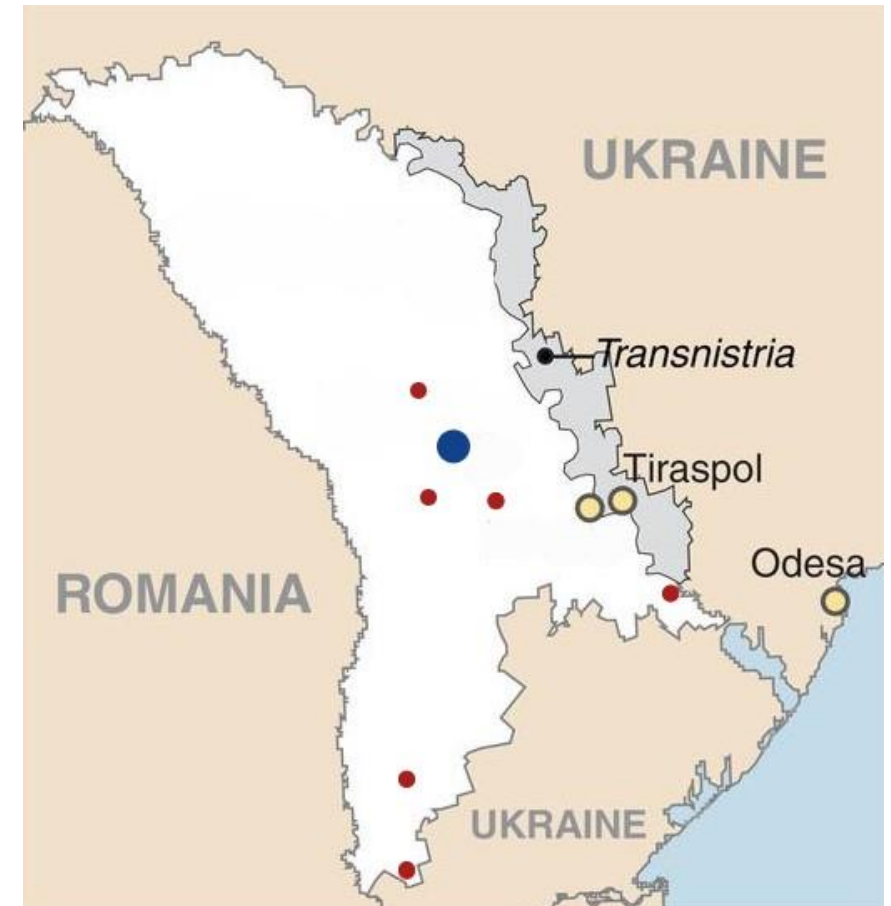 UKRAINE
Transnistria
Tiraspol
Odesa
ROMANIA
UKRAINE